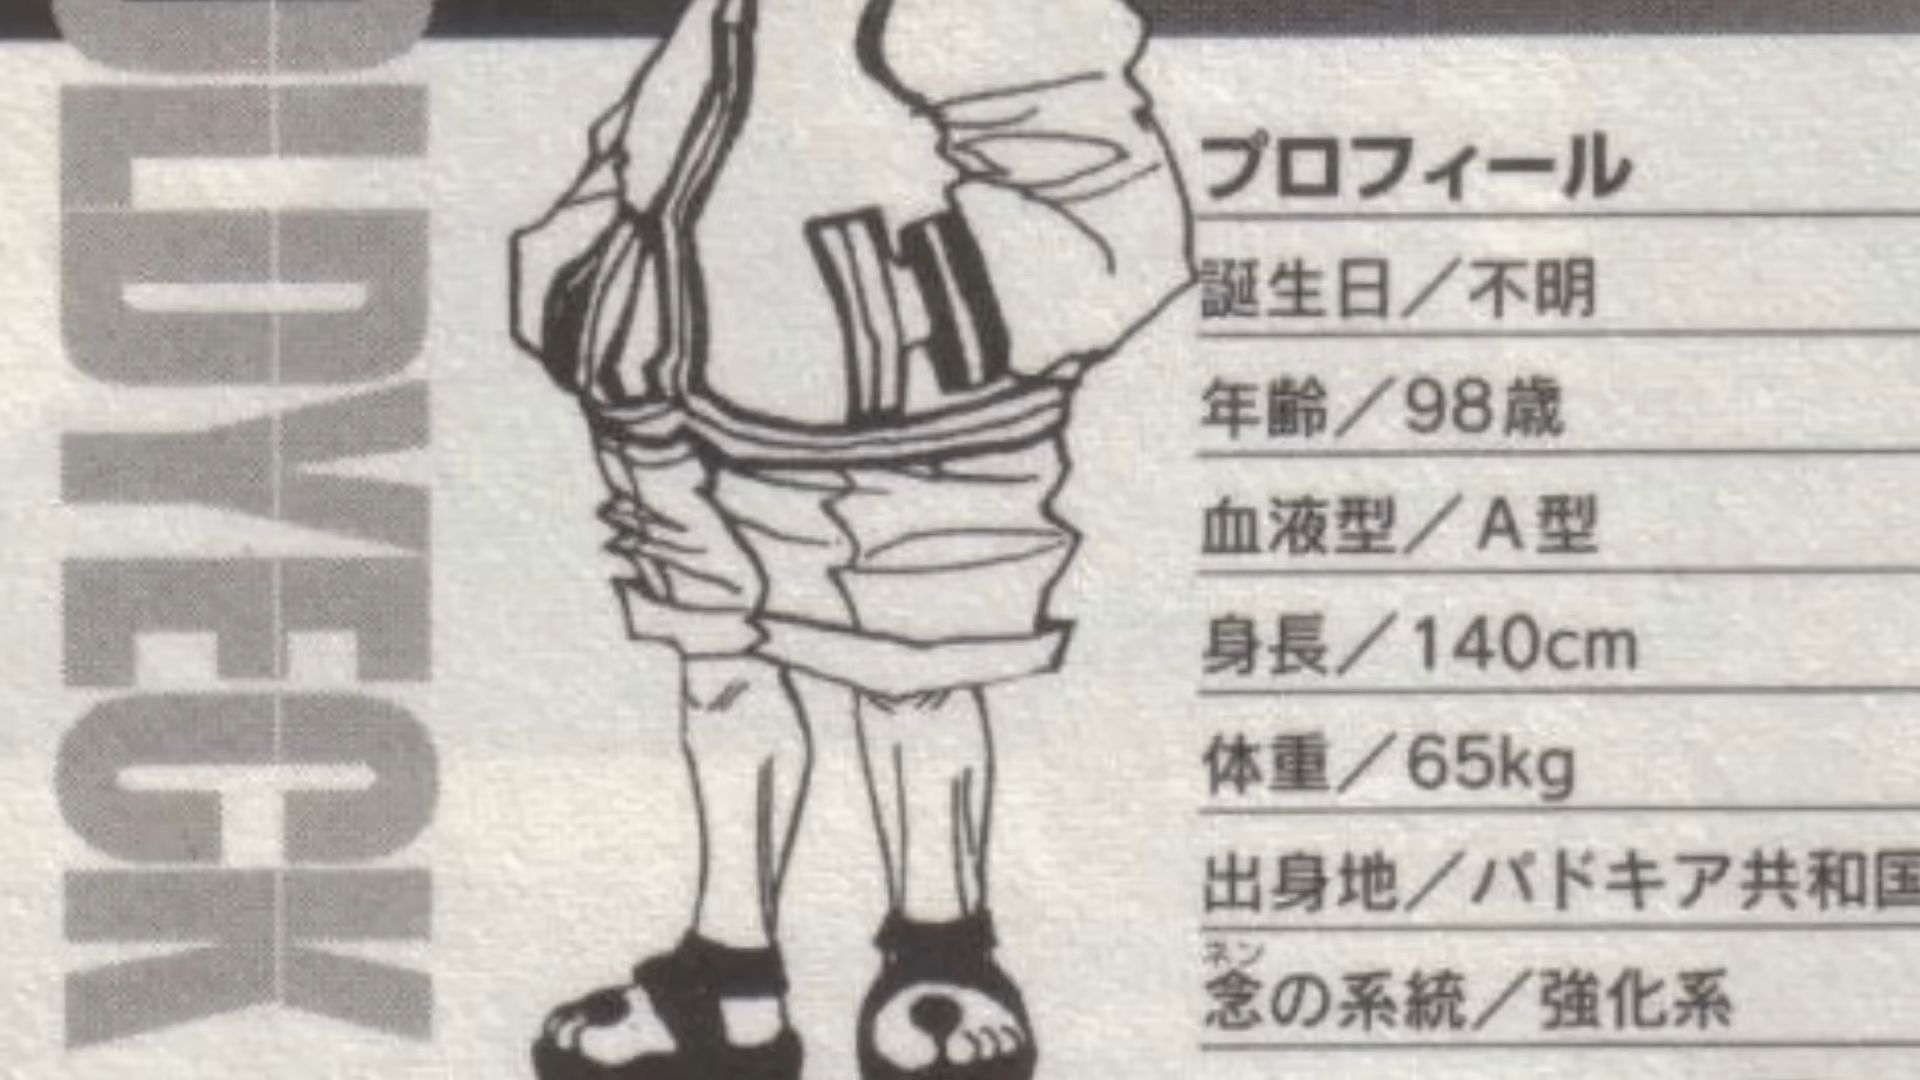 LDYECK
プロフィール
誕生日／不明
年齢／98歳
血液型／A型
身長／140cm
体重／65kg
出身地／パドキア共和国
ネン
念の系統／強化系